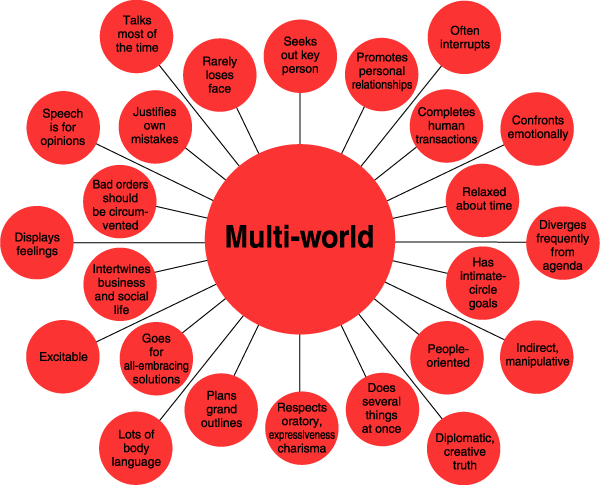 Talks
most of
the time
Rarely
loses
face
Seeks
out key
person
Promotes
personal
relationships
Often
interrupts
Speech
is for
opinions
Justifies
own
mistakes
Completes
human
transactions
Confronts
emotionally
Bad orders
should
be circum-
vented
Relaxed
about time
Displays
feelings
Multi-world
Diverges
frequently
from
agenda
Intertwines
business
and social
life
Has
intimate-
circle
goals
Excitable
Goes
for
all-embracing
solutions
People-
oriented
Indirect,
manipulative
Plans
grand
outlines
Respects
oratory,
expressiveness
charisma
Does
several
things
at once
Lots of
body
language
Diplomatic,
creative
truth